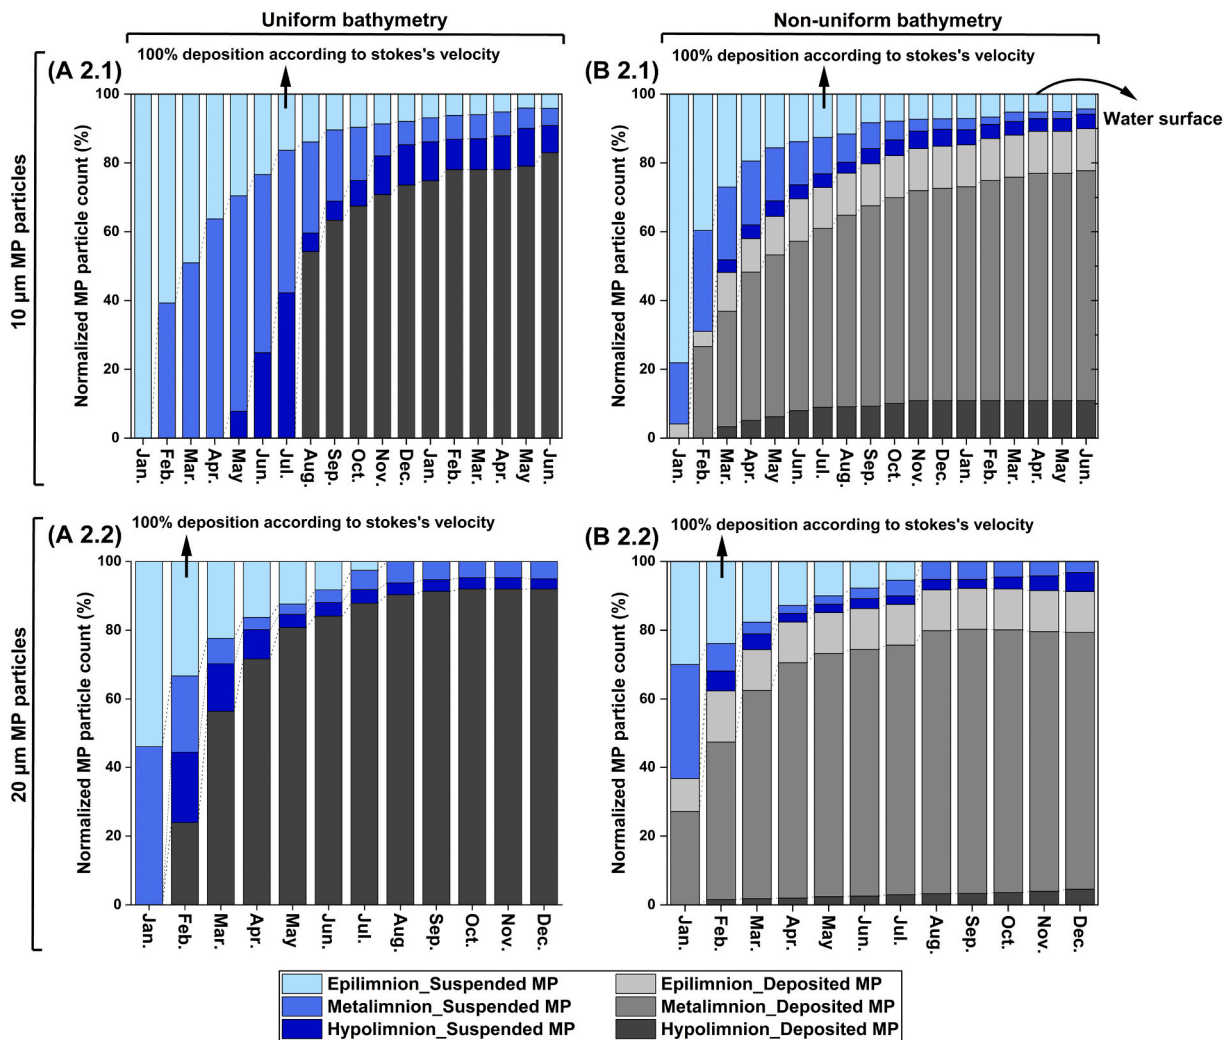 Uniform bathymetry
Non-uniform bathymetry
10 µm MP particles
(A 2.1)
100% deposition according to stokes's velocity
Normalized MP particle count (%)
100
80
60
40
20
0
Jan. Feb. Mar. Apr. May Jun. Jul. Aug. Sep. Oct. Nov. Dec. Jan. Feb. Mar. Apr. May Jun.
(B 2.1)
100% deposition according to stokes's velocity
Water surface
Normalized MP particle count (%)
100
80
60
40
20
0
Jan. Feb. Mar. Apr. May Jun. Jul. Aug. Sep. Oct. Nov. Dec. Jan. Feb. Mar. Apr. May Jun.
20 µm MP particles
(A 2.2)
100% deposition according to stokes's velocity
Normalized MP particle count (%)
100
80
60
40
20
0
Jan. Feb. Mar. Apr. May Jun. Jul. Aug. Sep. Oct. Nov. Dec.
(B 2.2)
100% deposition according to stokes's velocity
Normalized MP particle count (%)
100
80
60
40
20
0
Jan. Feb. Mar. Apr. May Jun. Jul. Aug. Sep. Oct. Nov. Dec.
Epilimnion_Suspended MP
Metalimnion_Suspended MP
Hypolimnion_Suspended MP
Epilimnion_Deposited MP
Metalimnion_Deposited MP
Hypolimnion_Deposited MP